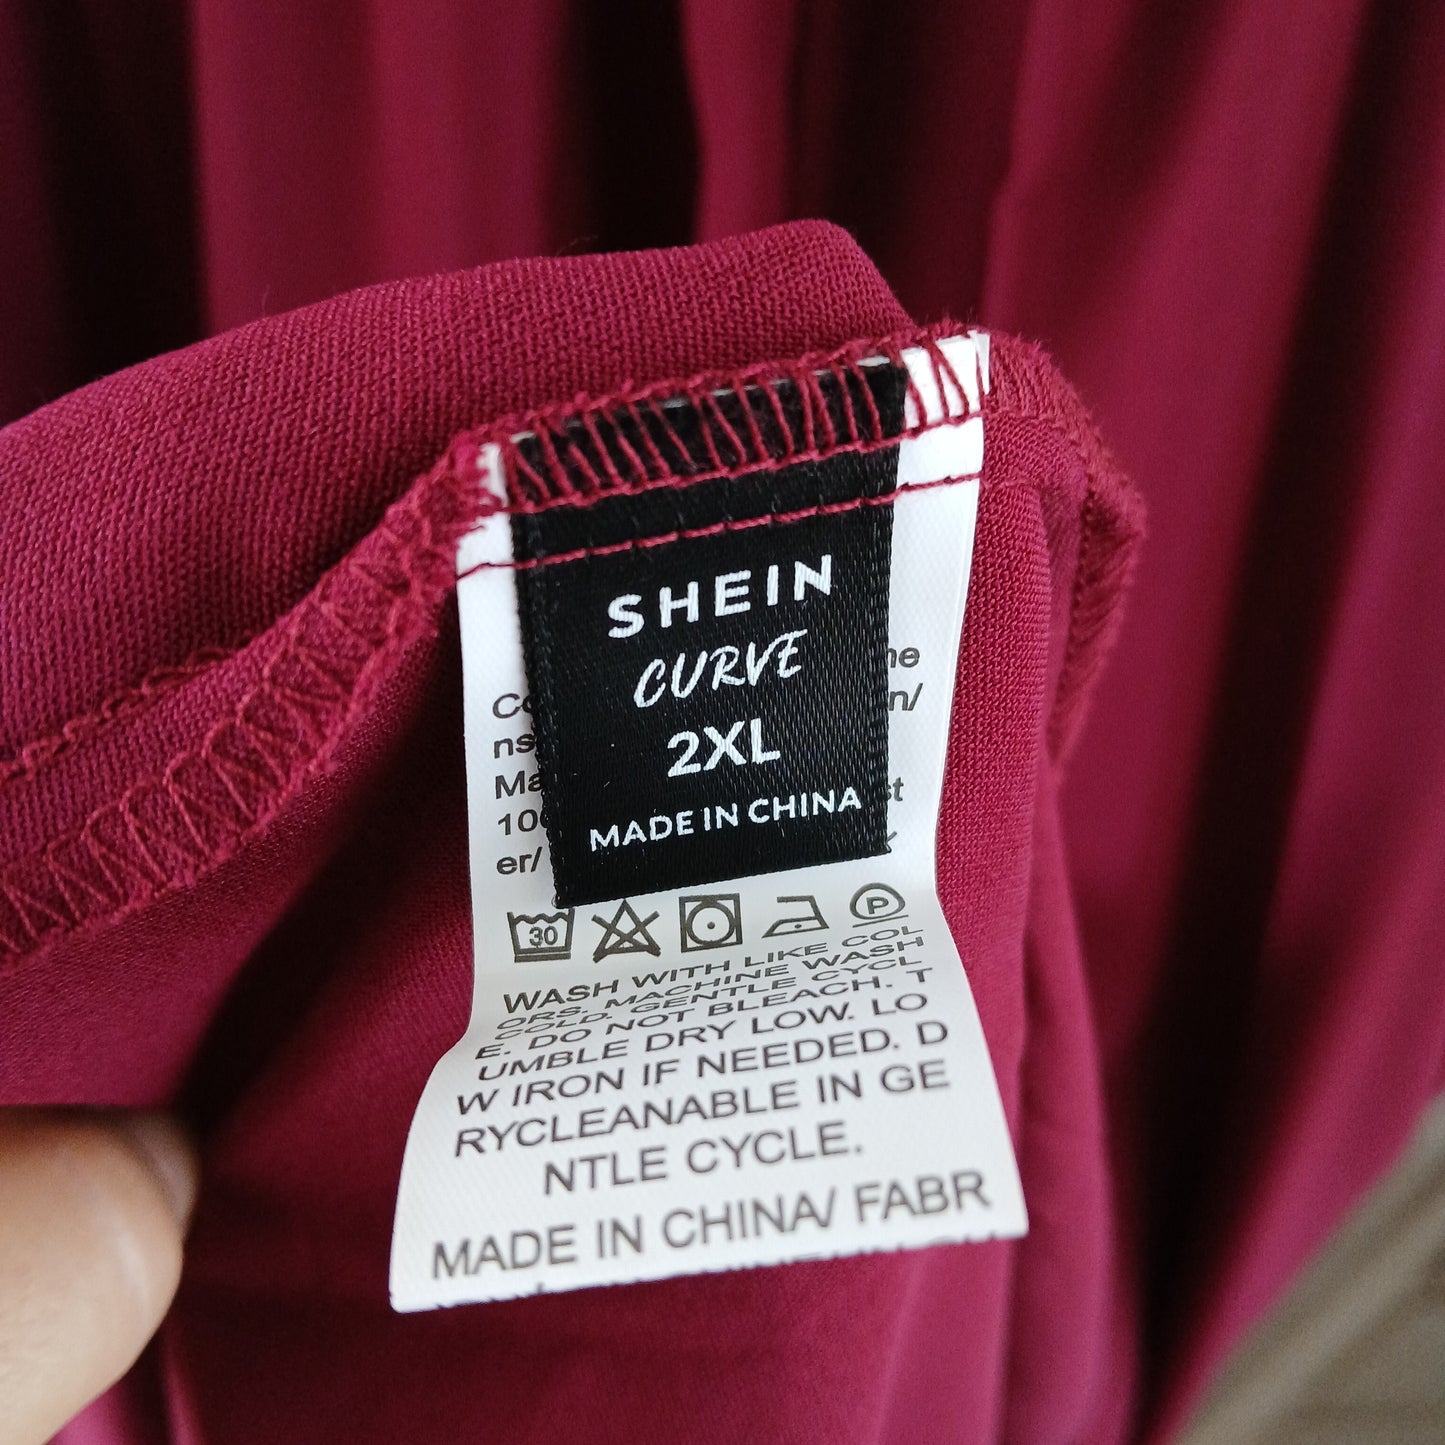 SHEIN
CURVE
2XL
MADE IN CHINA
30
P
WASH WITH LIKE COL
ORS. MACHINE WASH
COLD. GENTLE CYCL
E. DO NOT BLEACH. T
UMBLE DRY LOW. LO
W IRON IF NEEDED. D
RYCLEANABLE IN GE
NTLE CYCLE.
MADE IN CHINA/ FABR